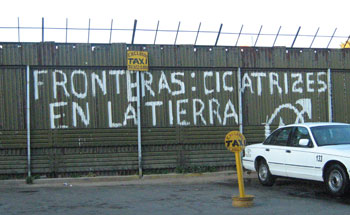 TAXI
FRONTERAS: CICATRIZES
EN LA TIERRA
TAXI